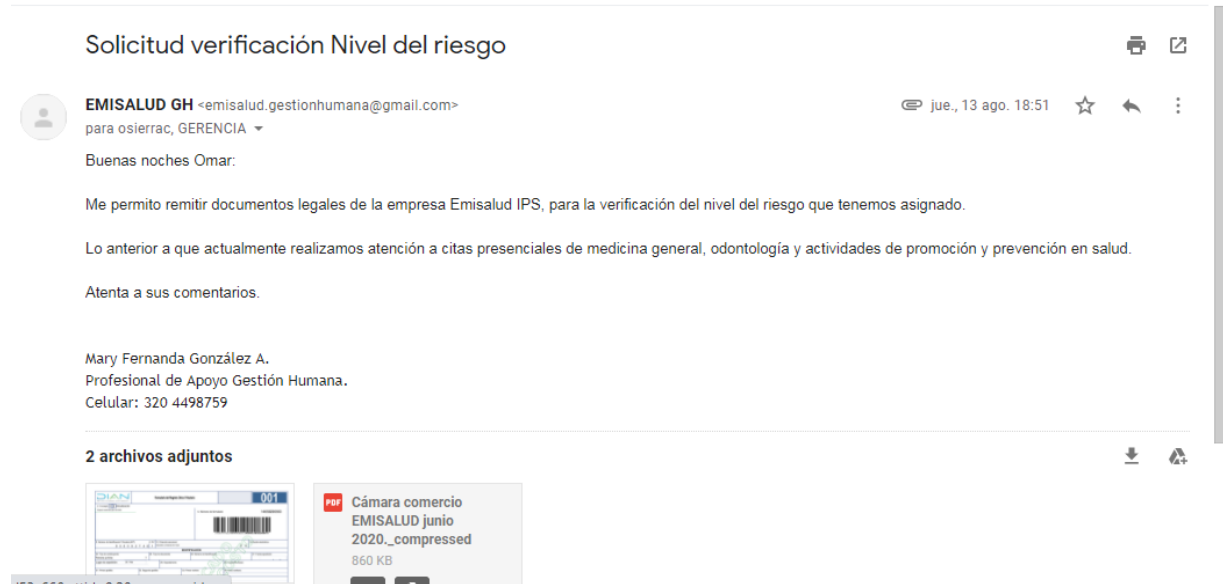 Solicitud verificación Nivel del riesgo
EMISALUD GH <emisalud.gestionhumana@gmail.com>
jue., 13 ago. 18:51
para osierrac, GERENCIA
Buenas noches Omar:
Me permito remitir documentos legales de la empresa Emisalud IPS, para la verificación del nivel del riesgo que tenemos asignado.
Lo anterior a que actualmente realizamos atención a citas presenciales de medicina general, odontología y actividades de promoción y prevención en salud.
Atenta a sus comentarios.
Mary Fernanda González A.
Profesional de Apoyo Gestión Humana.
Celular: 320 4498759
2 archivos adjuntos
DIAN
001
PDF
Cámara comercio
EMISALUD junio
2020._compressed
860 KB